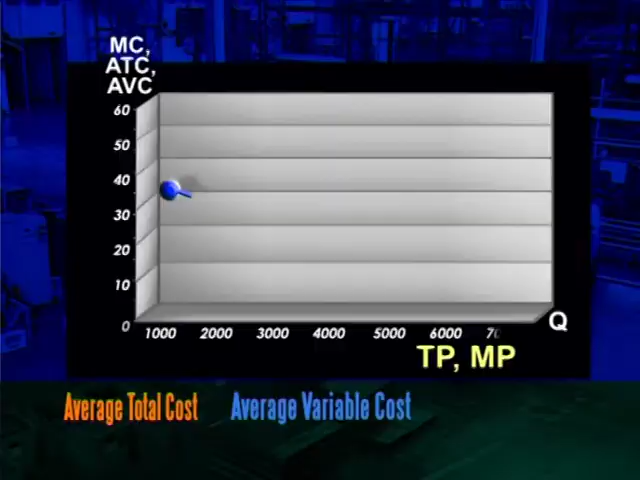 MC,
ATC,
AVC
60
50
40
30
20
10
0
1000 2000 3000 4000 5000 6000 Q
TP, MP
Average Total Cost Average Variable Cost